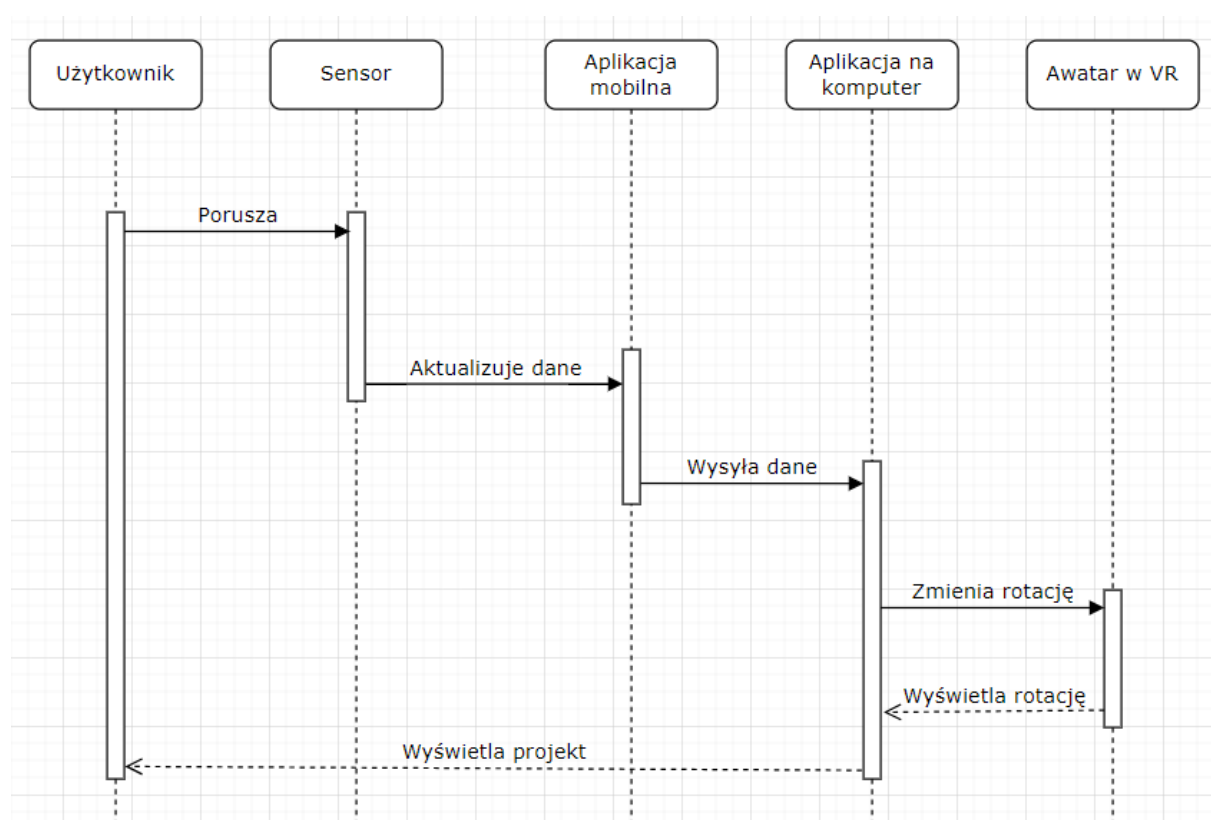 Użytkownik
Sensor
Aplikacja
mobilna
Aplikacja na
komputer
Awatar w VR
Porusza
Aktualizuje dane
Wysyła dane
Zmienia rotację
Wyświetla rotację
Wyświetla projekt